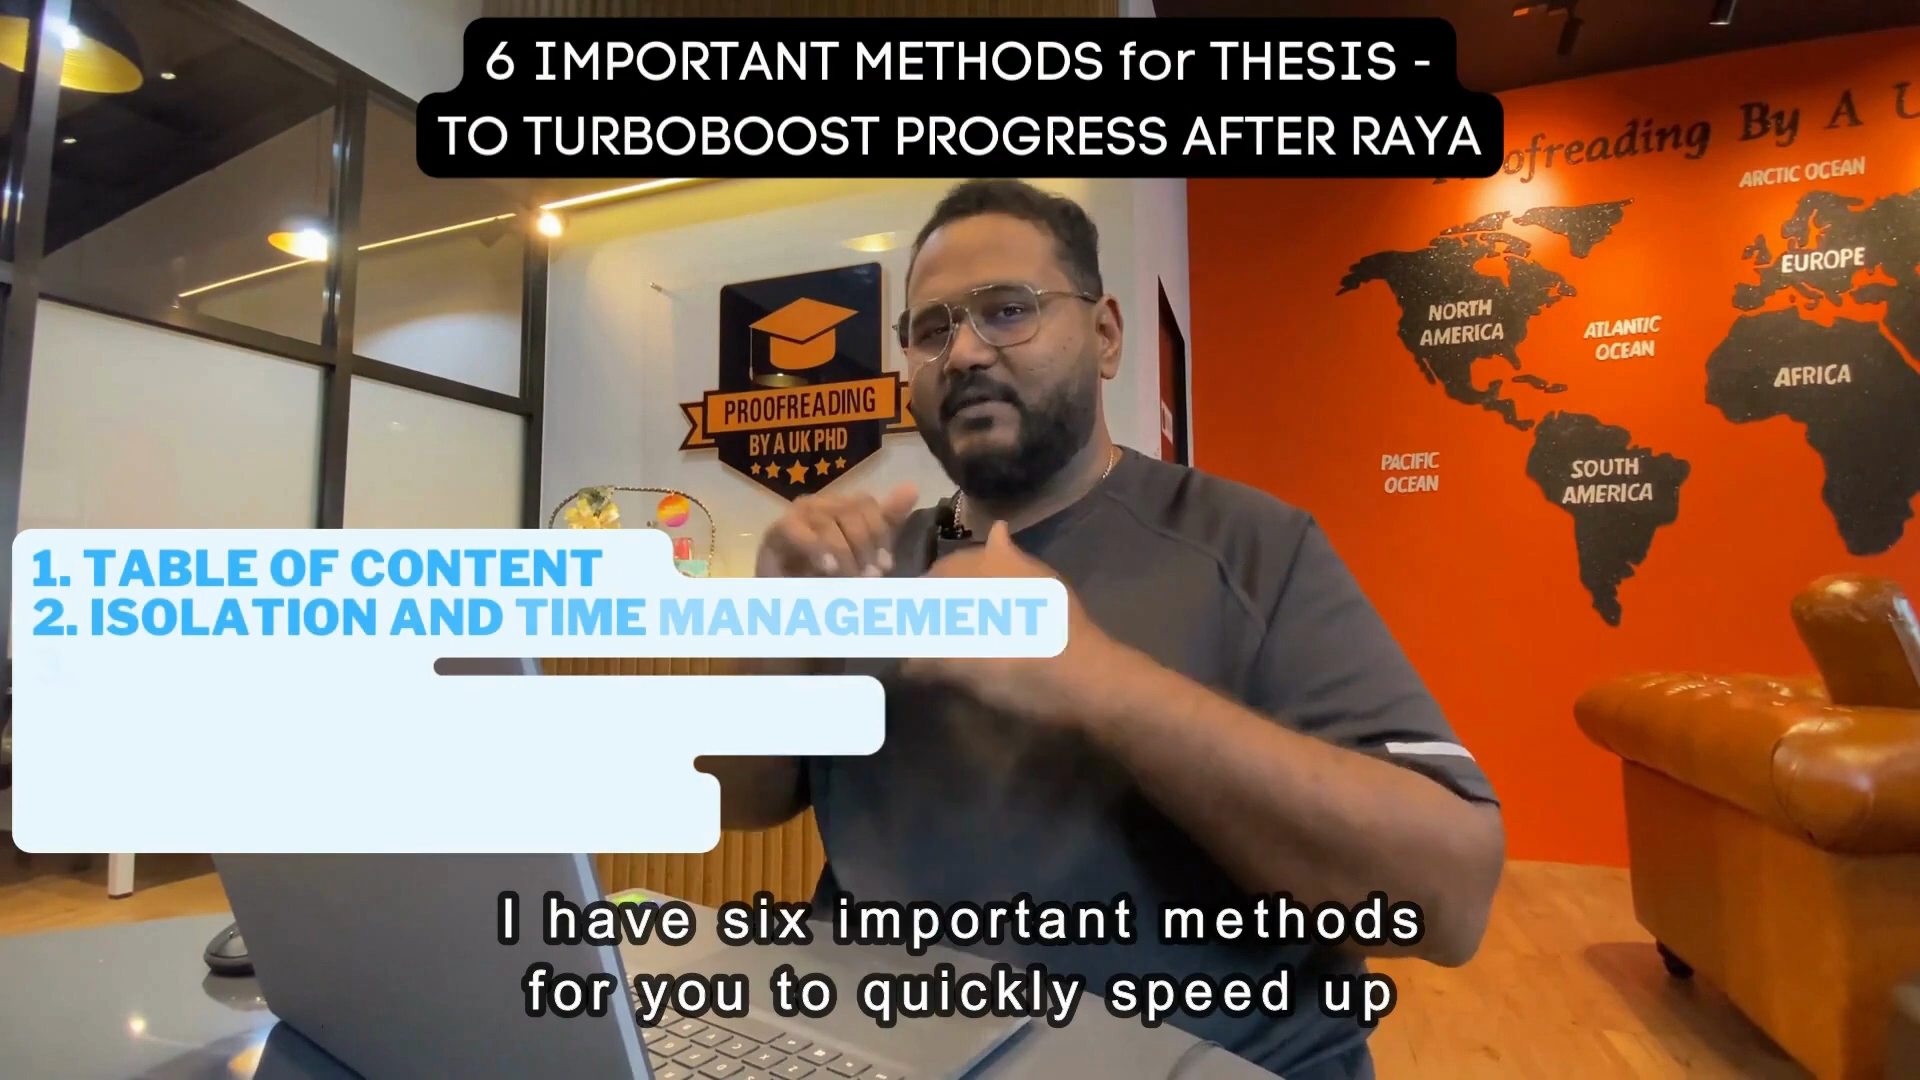 6 IMPORTANT METHODS for THESIS -
TO TURBOBOOST PROGRESS AFTER RAYA
ofreading By A U
ARCTIC OCEAN
EUROPE
NORTH
AMERICA
ATLANTIC
OCEAN
AFRICA
PACIFIC
OCEAN
SOUTH
AMERICA
PROOFREADING
BY A UK PHD
1. TABLE OF CONTENT
2. ISOLATION AND TIME MANAGEMENT
3.
I have six important methods
for you to quickly speed up